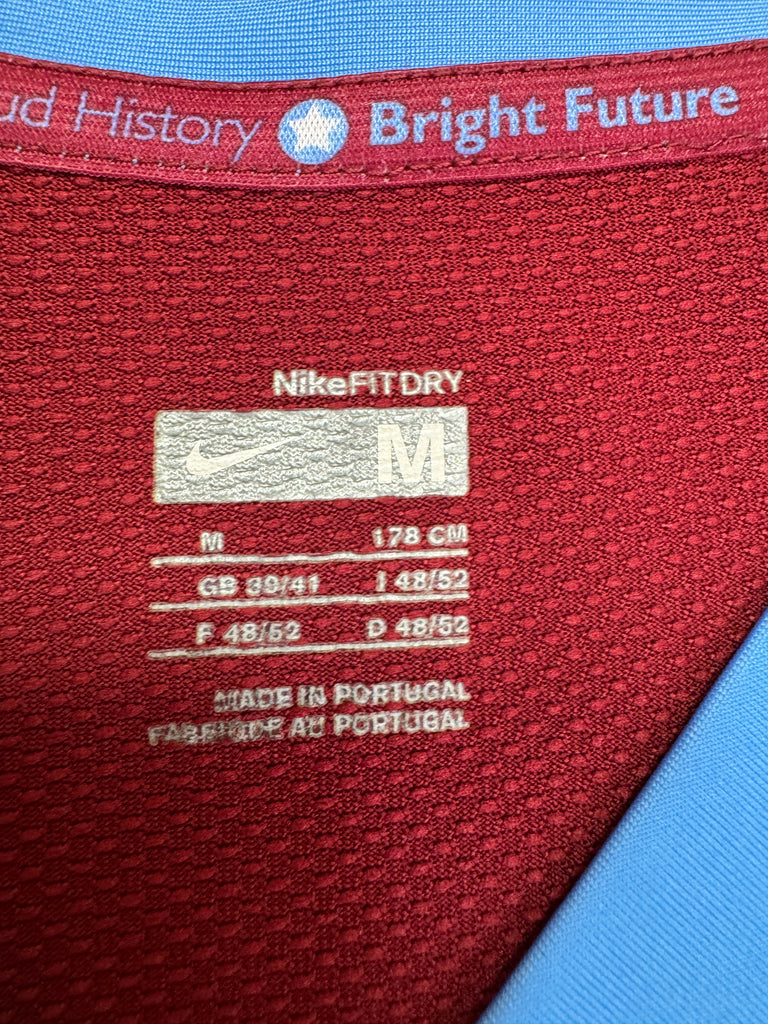 ud History Bright Future
NikeFITDRY
M
M 178 CM
GB 39/41 I 48/52
F 48/52 D 48/52
MADE IN PORTUGAL
FABRIQUE AU PORTUGAL